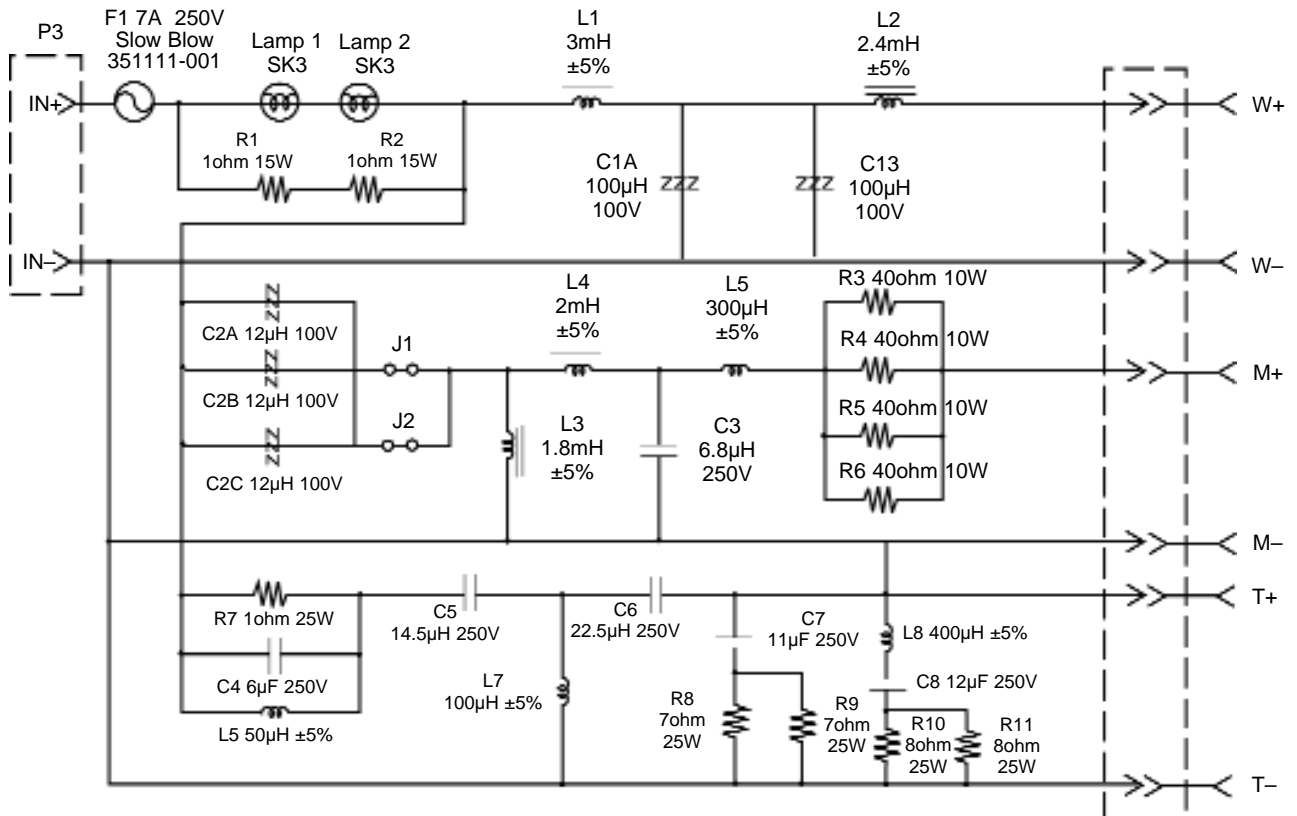 P3
F1 7A 250V
Slow Blow
351111-001
Lamp 1
SK3
Lamp 2
SK3
L1
3mH
±5%
L2
2.4mH
±5%
IN+
W+
R1
1ohm 15W
R2
1ohm 15W
C1A
100µH
100V
C13
100µH
100V
IN–
W–
C2A 12µH 100V
C2B 12µH 100V
C2C 12µH 100V
J1
J2
L4
2mH
±5%
L5
300µH
±5%
R3 40ohm 10W
R4 40ohm 10W
R5 40ohm 10W
R6 40ohm 10W
M+
L3
1.8mH
±5%
C3
6.8µH
250V
M–
T+
R7 1ohm 25W
C4 6µF 250V
L5 50µH ±5%
C5
14.5µH 250V
C6
22.5µH 250V
L7
100µH ±5%
C7
11µF 250V
L8 400µH ±5%
C8 12µF 250V
R8
7ohm
25W
R9
7ohm
25W
R10
8ohm
25W
R11
8ohm
25W
T–